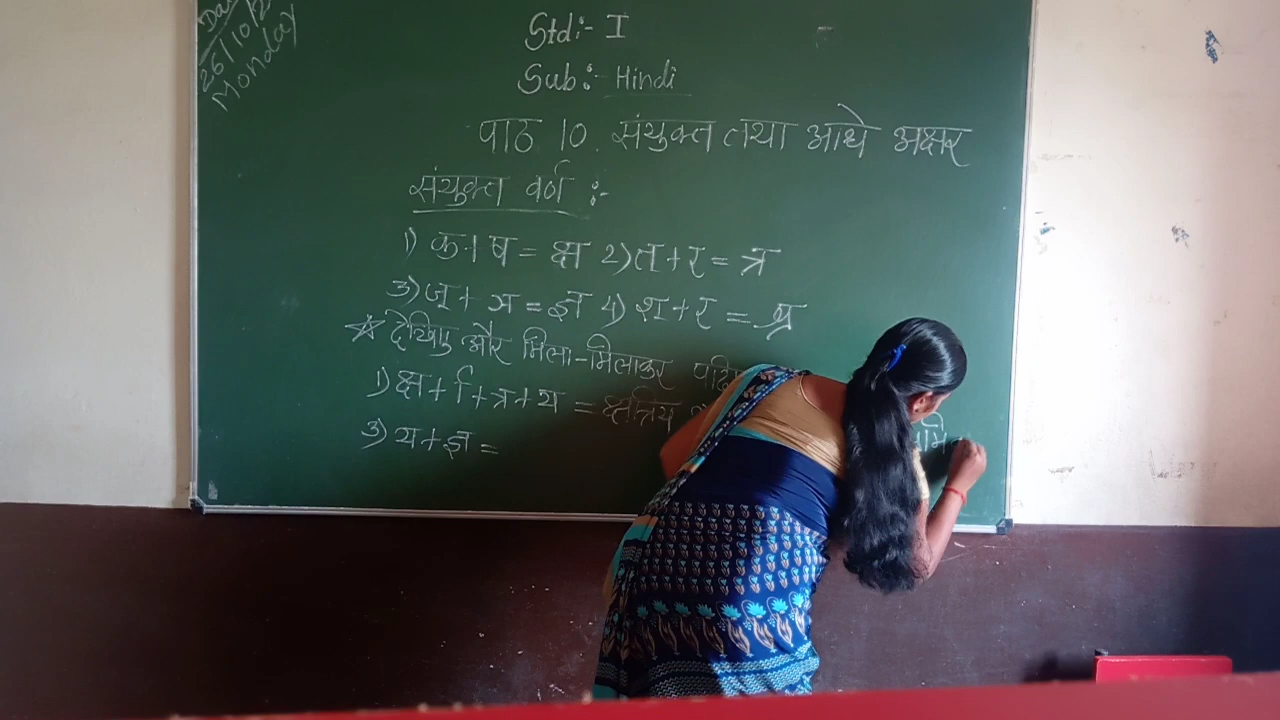 26/10/2
Monday
Std:- I
Sub:- Hindi
पाठ 10. संयुक्त तथा आधे अक्षर
संयुक्त वर्ण :-
1) क्+ष = क्ष 2) त्+र = त्र
3) ज्+ञ = ज्ञ 4) श्+र = श्र
☆ देखिए और मिला-मिलाकर
1) क्ष+ि+त्र+य = क्षत्रिय
3) य+ज्ञ =